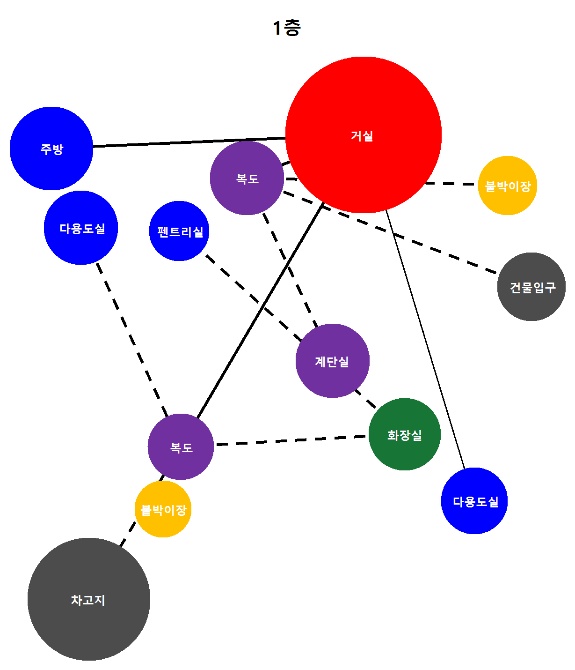 1층
거실
주방
복도
붙박이장
다용도실
펜트리실
건물입구
계단실
화장실
복도
다용도실
붙박이장
차고지